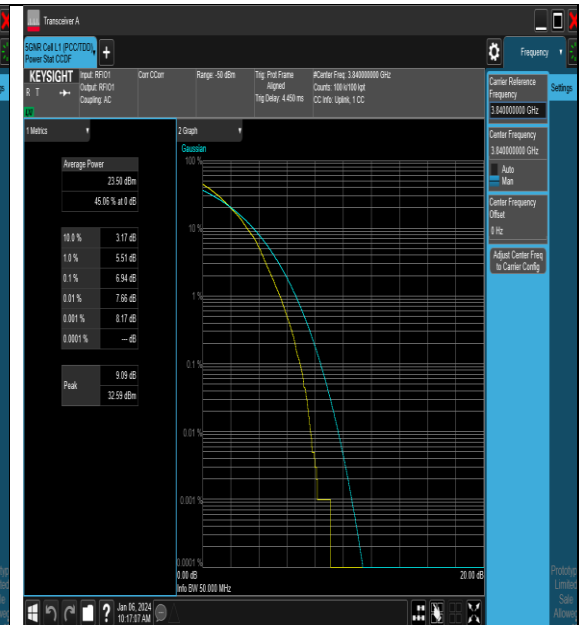 Transceiver A
5GNR Cell L1 (PCC/TDD),
Power Stat CCDF
+
Frequency
KEYSIGHT
R T
Input: RFIO1
Output: RFIO1
Coupling: AC
Corr CCorr
Range: -50 dBm
Trig: Prot Frame
Aligned
Trig Delay: 4.450 ms
#Center Freq: 3.840000000 GHz
Counts: 100 k/100 kpt
CC Info: Uplink, 1 CC
1 Metrics
Average Power
23.50 dBm
45.06 % at 0 dB
10.0 % 3.17 dB
1.0 % 5.51 dB
0.1 % 6.94 dB
0.01 % 7.66 dB
0.001 % 8.17 dB
0.0001 % --- dB
Peak
9.09 dB
32.59 dBm
2 Graph
Gaussian
100 %
10 %
1 %
0.1 %
0.01 %
0.001 %
0.0001 %
0.00 dB
20.00 dB
Info BW 50.000 MHz
Carrier Reference
Frequency
3.840000000 GHz
Center Frequency
3.840000000 GHz
Auto
Man
Center Frequency
Offset
0 Hz
Adjust Center Freq
to Carrier Config
Settings
Jan 06, 2024
10:17:07 AM
?
Limited
Sale